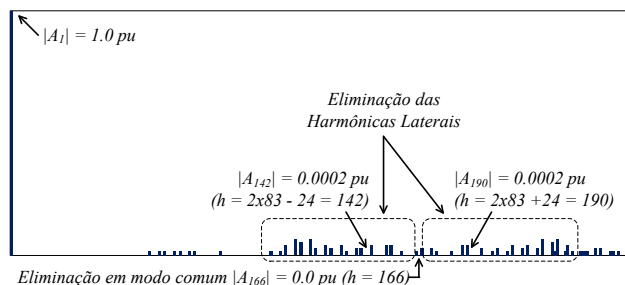 |A1| = 1.0 pu
Eliminação das
Harmônicas Laterais
|A142| = 0.0002 pu
(h = 2x83 - 24 = 142)
|A190| = 0.0002 pu
(h = 2x83 +24 = 190)
Eliminação em modo comum |A166| = 0.0 pu (h = 166)